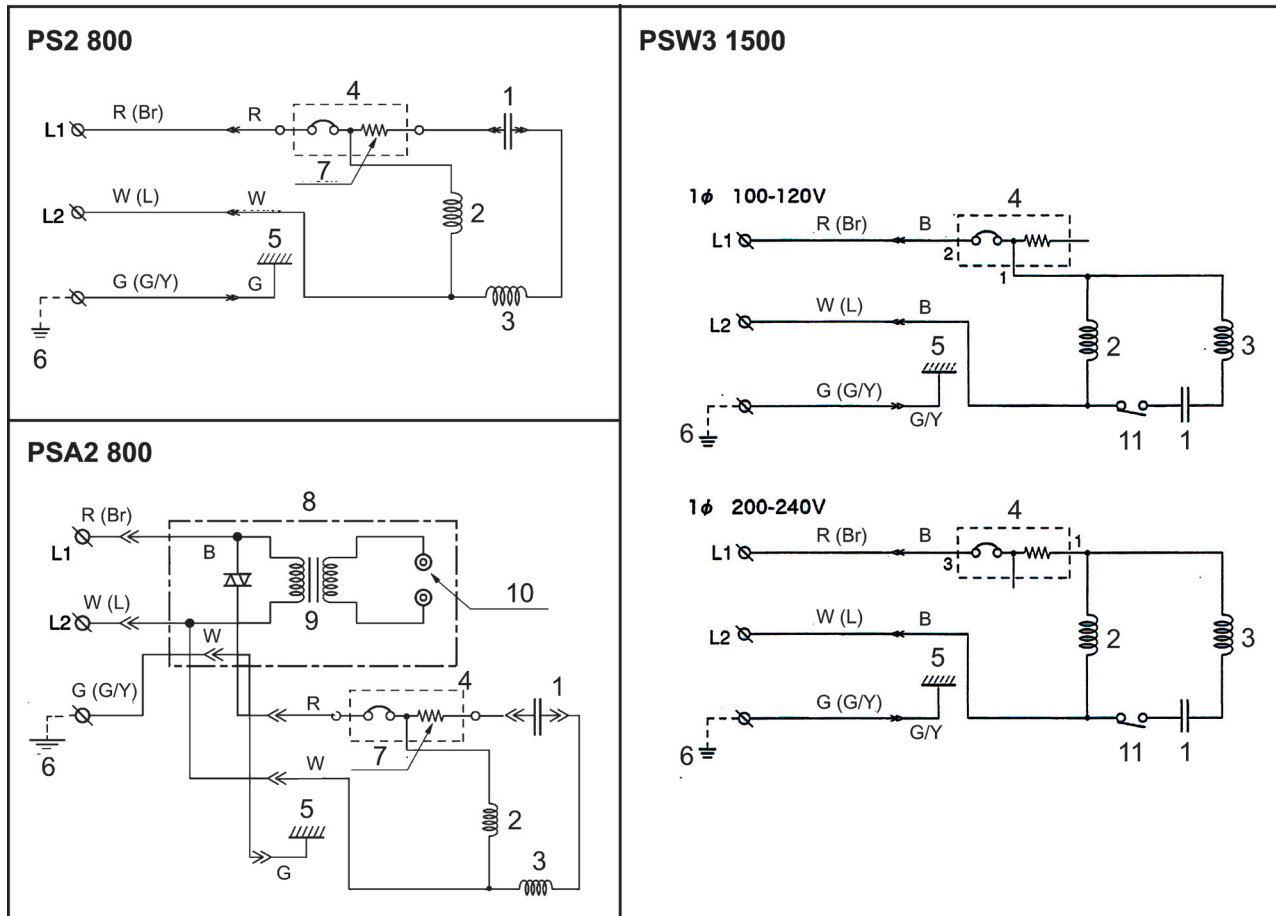 PS2 800
4
1
R (Br)
R
L1
7
W (L)
W
L2
2
5
G (G/Y)
G
3
6
PSA2 800
8
R (Br)
L1
B
10
W (L)
L2
9
W
G (G/Y)
4
1
R
6
7
W
5
2
G
3
PSW3 1500
1ϕ 100-120V
4
R (Br)
B
L1
2
1
W (L)
B
L2
5
2
3
G (G/Y)
G/Y
6
11
1
1ϕ 200-240V
4
R (Br)
B
1
L1
3
W (L)
B
L2
5
2
3
G (G/Y)
G/Y
6
11
1